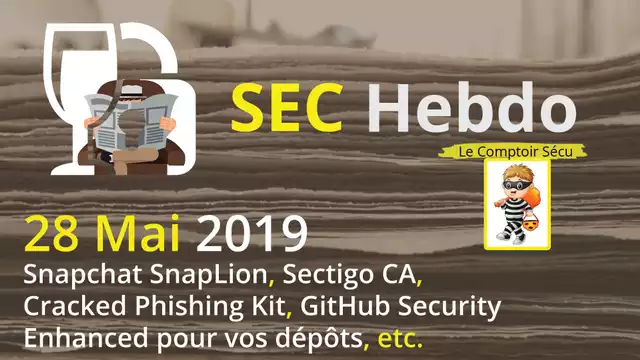 SEC Hebdo
Le Comptoir Sécu
28 Mai 2019
Snapchat SnapLion, Sectigo CA,
Cracked Phishing Kit, GitHub Security
Enhanced pour vos dépôts, etc.